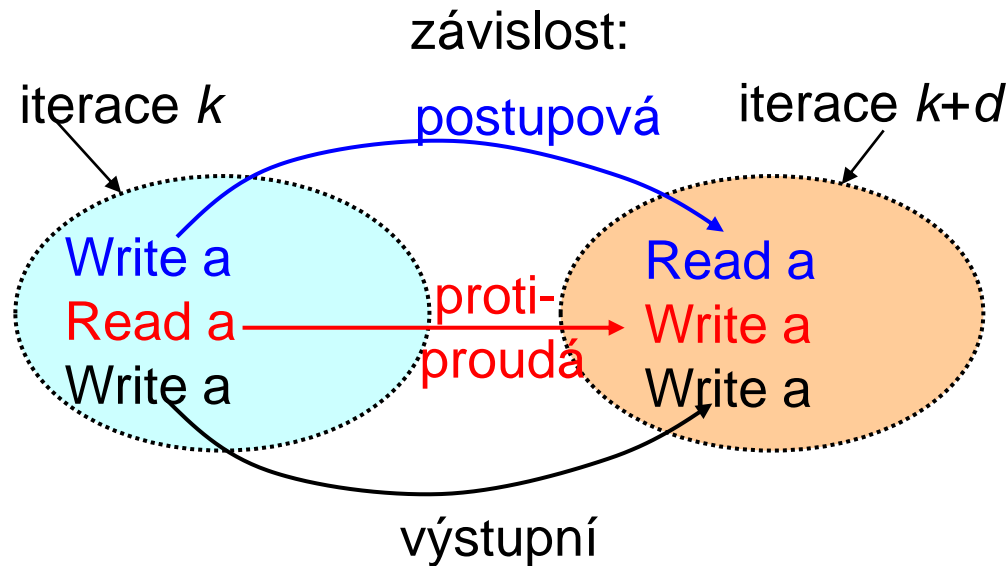 závislost:
iterace k
iterace k+d
postupová
Write a
Read a
Write a
proti-
proudá
Read a
Write a
Write a
výstupní